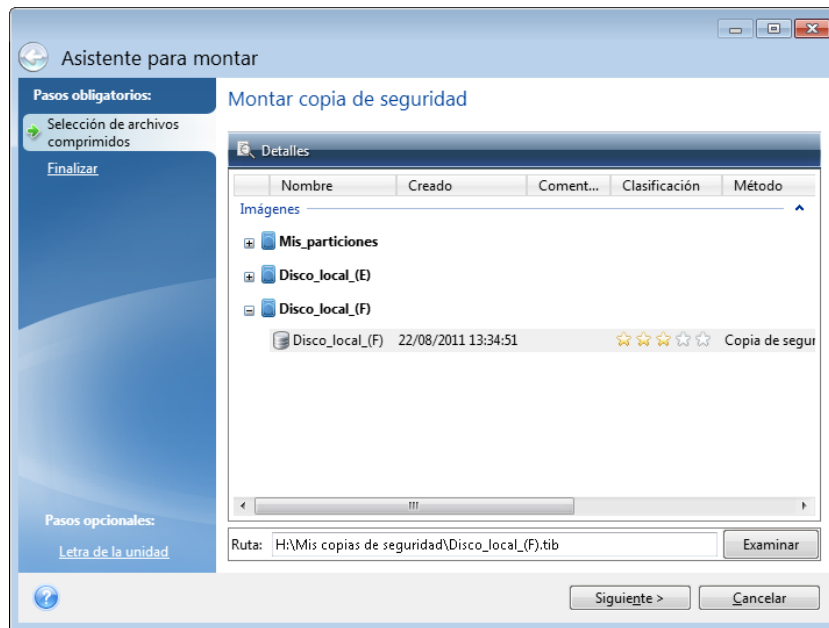 Asistente para montar
Pasos obligatorios:
Selección de archivos
comprimidos
Finalizar
Pasos opcionales:
Letra de la unidad
Montar copia de seguridad
Detalles
Nombre Creado Coment... Clasificación Método
Imágenes
Mis_particiones
Disco_local_(E)
Disco_local_(F)
Disco_local_(F) 22/08/2011 13:34:51 Copia de segur
Ruta: H:\Mis copias de seguridad\Disco_local_(F).tib Examinar
Siguiente > Cancelar